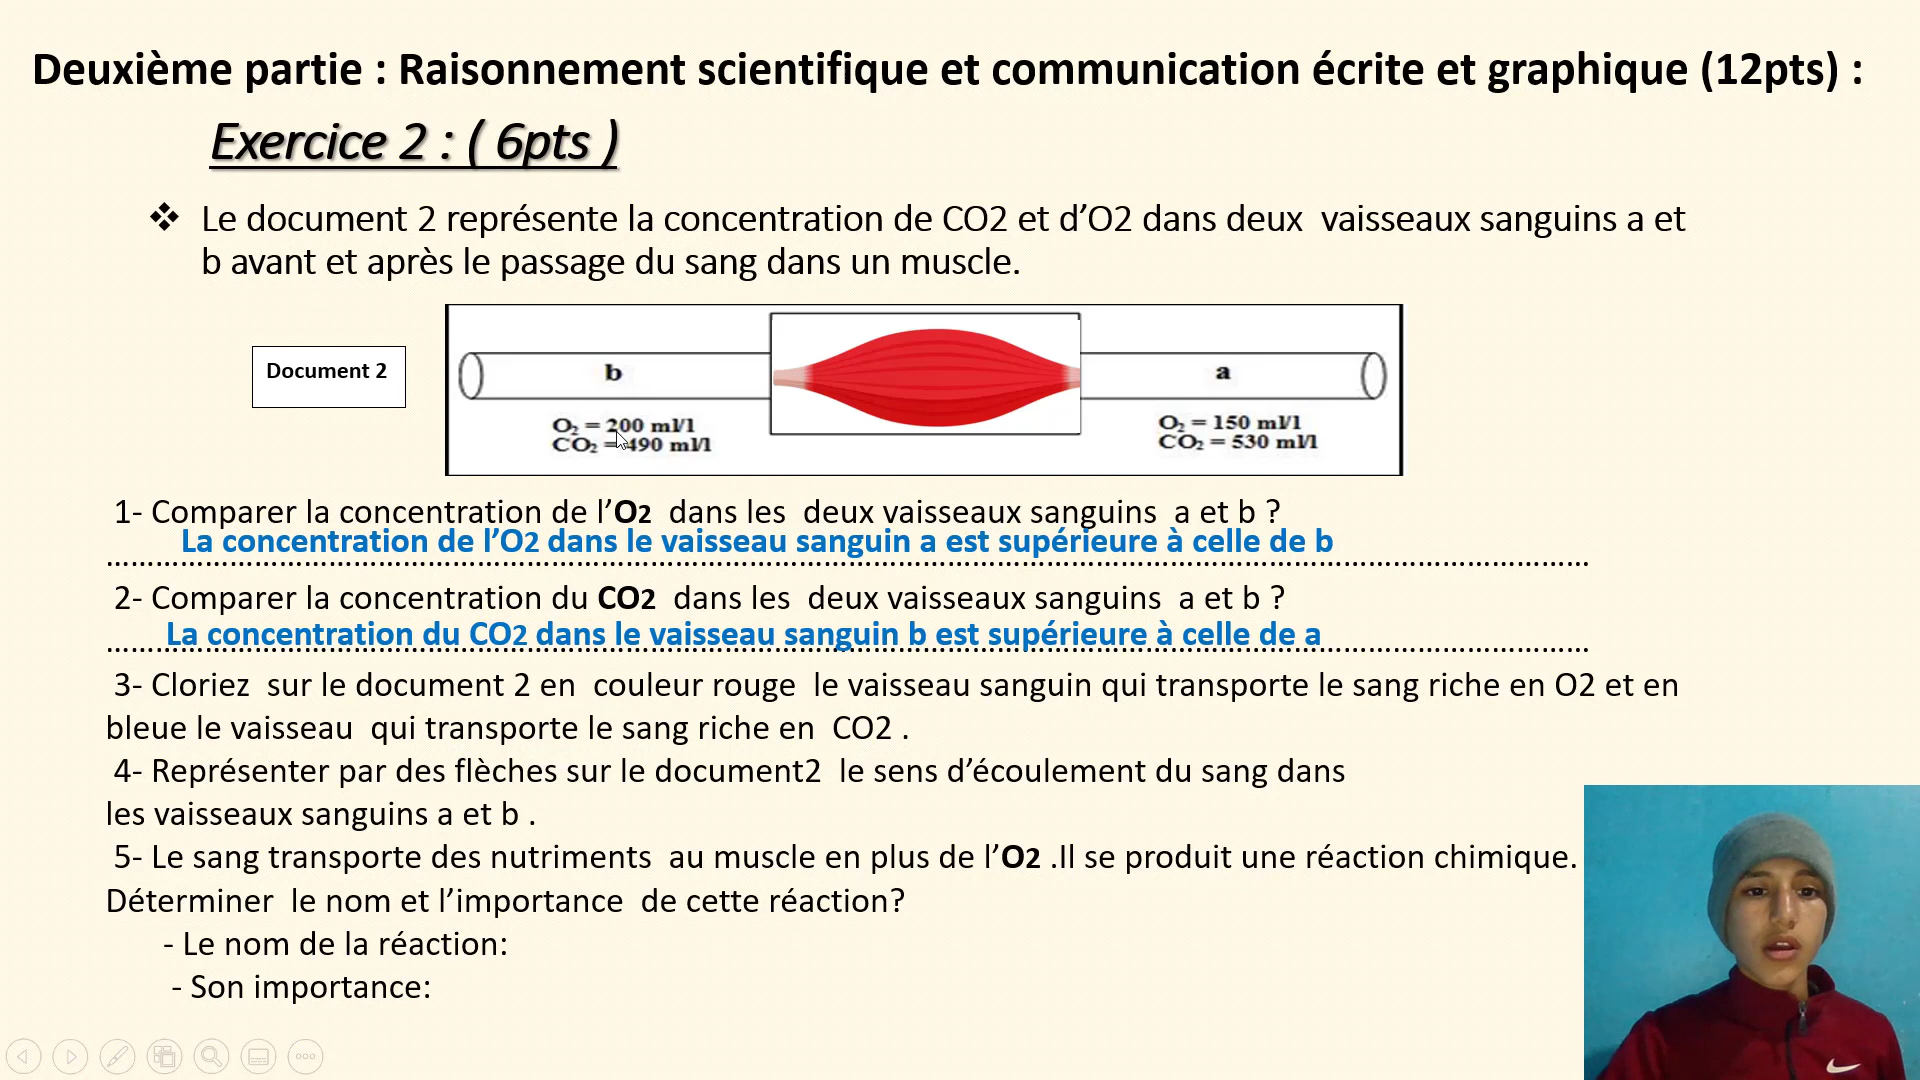 Deuxième partie : Raisonnement scientifique et communication écrite et graphique (12pts) :
Exercice 2 : ( 6pts )
❖ Le document 2 représente la concentration de CO2 et d’O2 dans deux vaisseaux sanguins a et
b avant et après le passage du sang dans un muscle.
Document 2
b
a
O₂ = 200 ml/l
CO₂ = 490 ml/l
O₂ = 150 ml/l
CO₂ = 530 ml/l
1- Comparer la concentration de l’O2 dans les deux vaisseaux sanguins a et b ?
La concentration de l’O2 dans le vaisseau sanguin a est supérieure à celle de b
2- Comparer la concentration du CO2 dans les deux vaisseaux sanguins a et b ?
La concentration du CO2 dans le vaisseau sanguin b est supérieure à celle de a
3- Cloriez sur le document 2 en couleur rouge le vaisseau sanguin qui transporte le sang riche en O2 et en
bleue le vaisseau qui transporte le sang riche en CO2 .
4- Représenter par des flèches sur le document2 le sens d’écoulement du sang dans
les vaisseaux sanguins a et b .
5- Le sang transporte des nutriments au muscle en plus de l’O2 .Il se produit une réaction chimique.
Déterminer le nom et l’importance de cette réaction?
- Le nom de la réaction:
- Son importance: